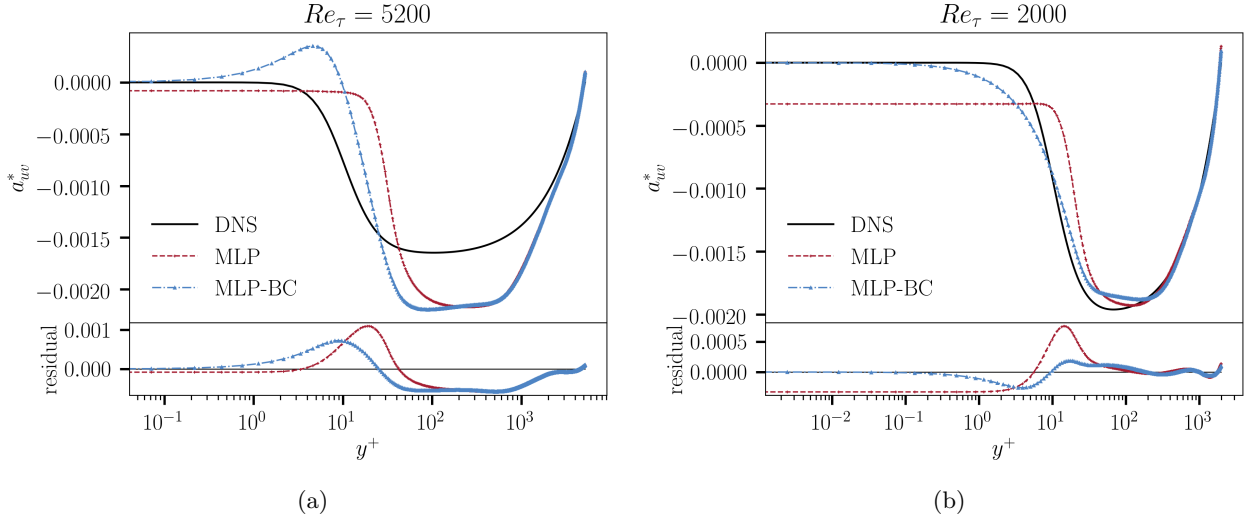 Re_τ = 5200
0.0000
−0.0005
−0.0010
−0.0015
−0.0020
a*_{uv}
DNS
MLP
MLP-BC
0.001
0.000
residual
10^{−1}
10^0
10^1
10^2
10^3
y^+
(a)
Re_τ = 2000
0.0000
−0.0005
−0.0010
−0.0015
−0.0020
a*_{uv}
DNS
MLP
MLP-BC
0.0005
0.0000
residual
10^{−2}
10^{−1}
10^0
10^1
10^2
10^3
y^+
(b)